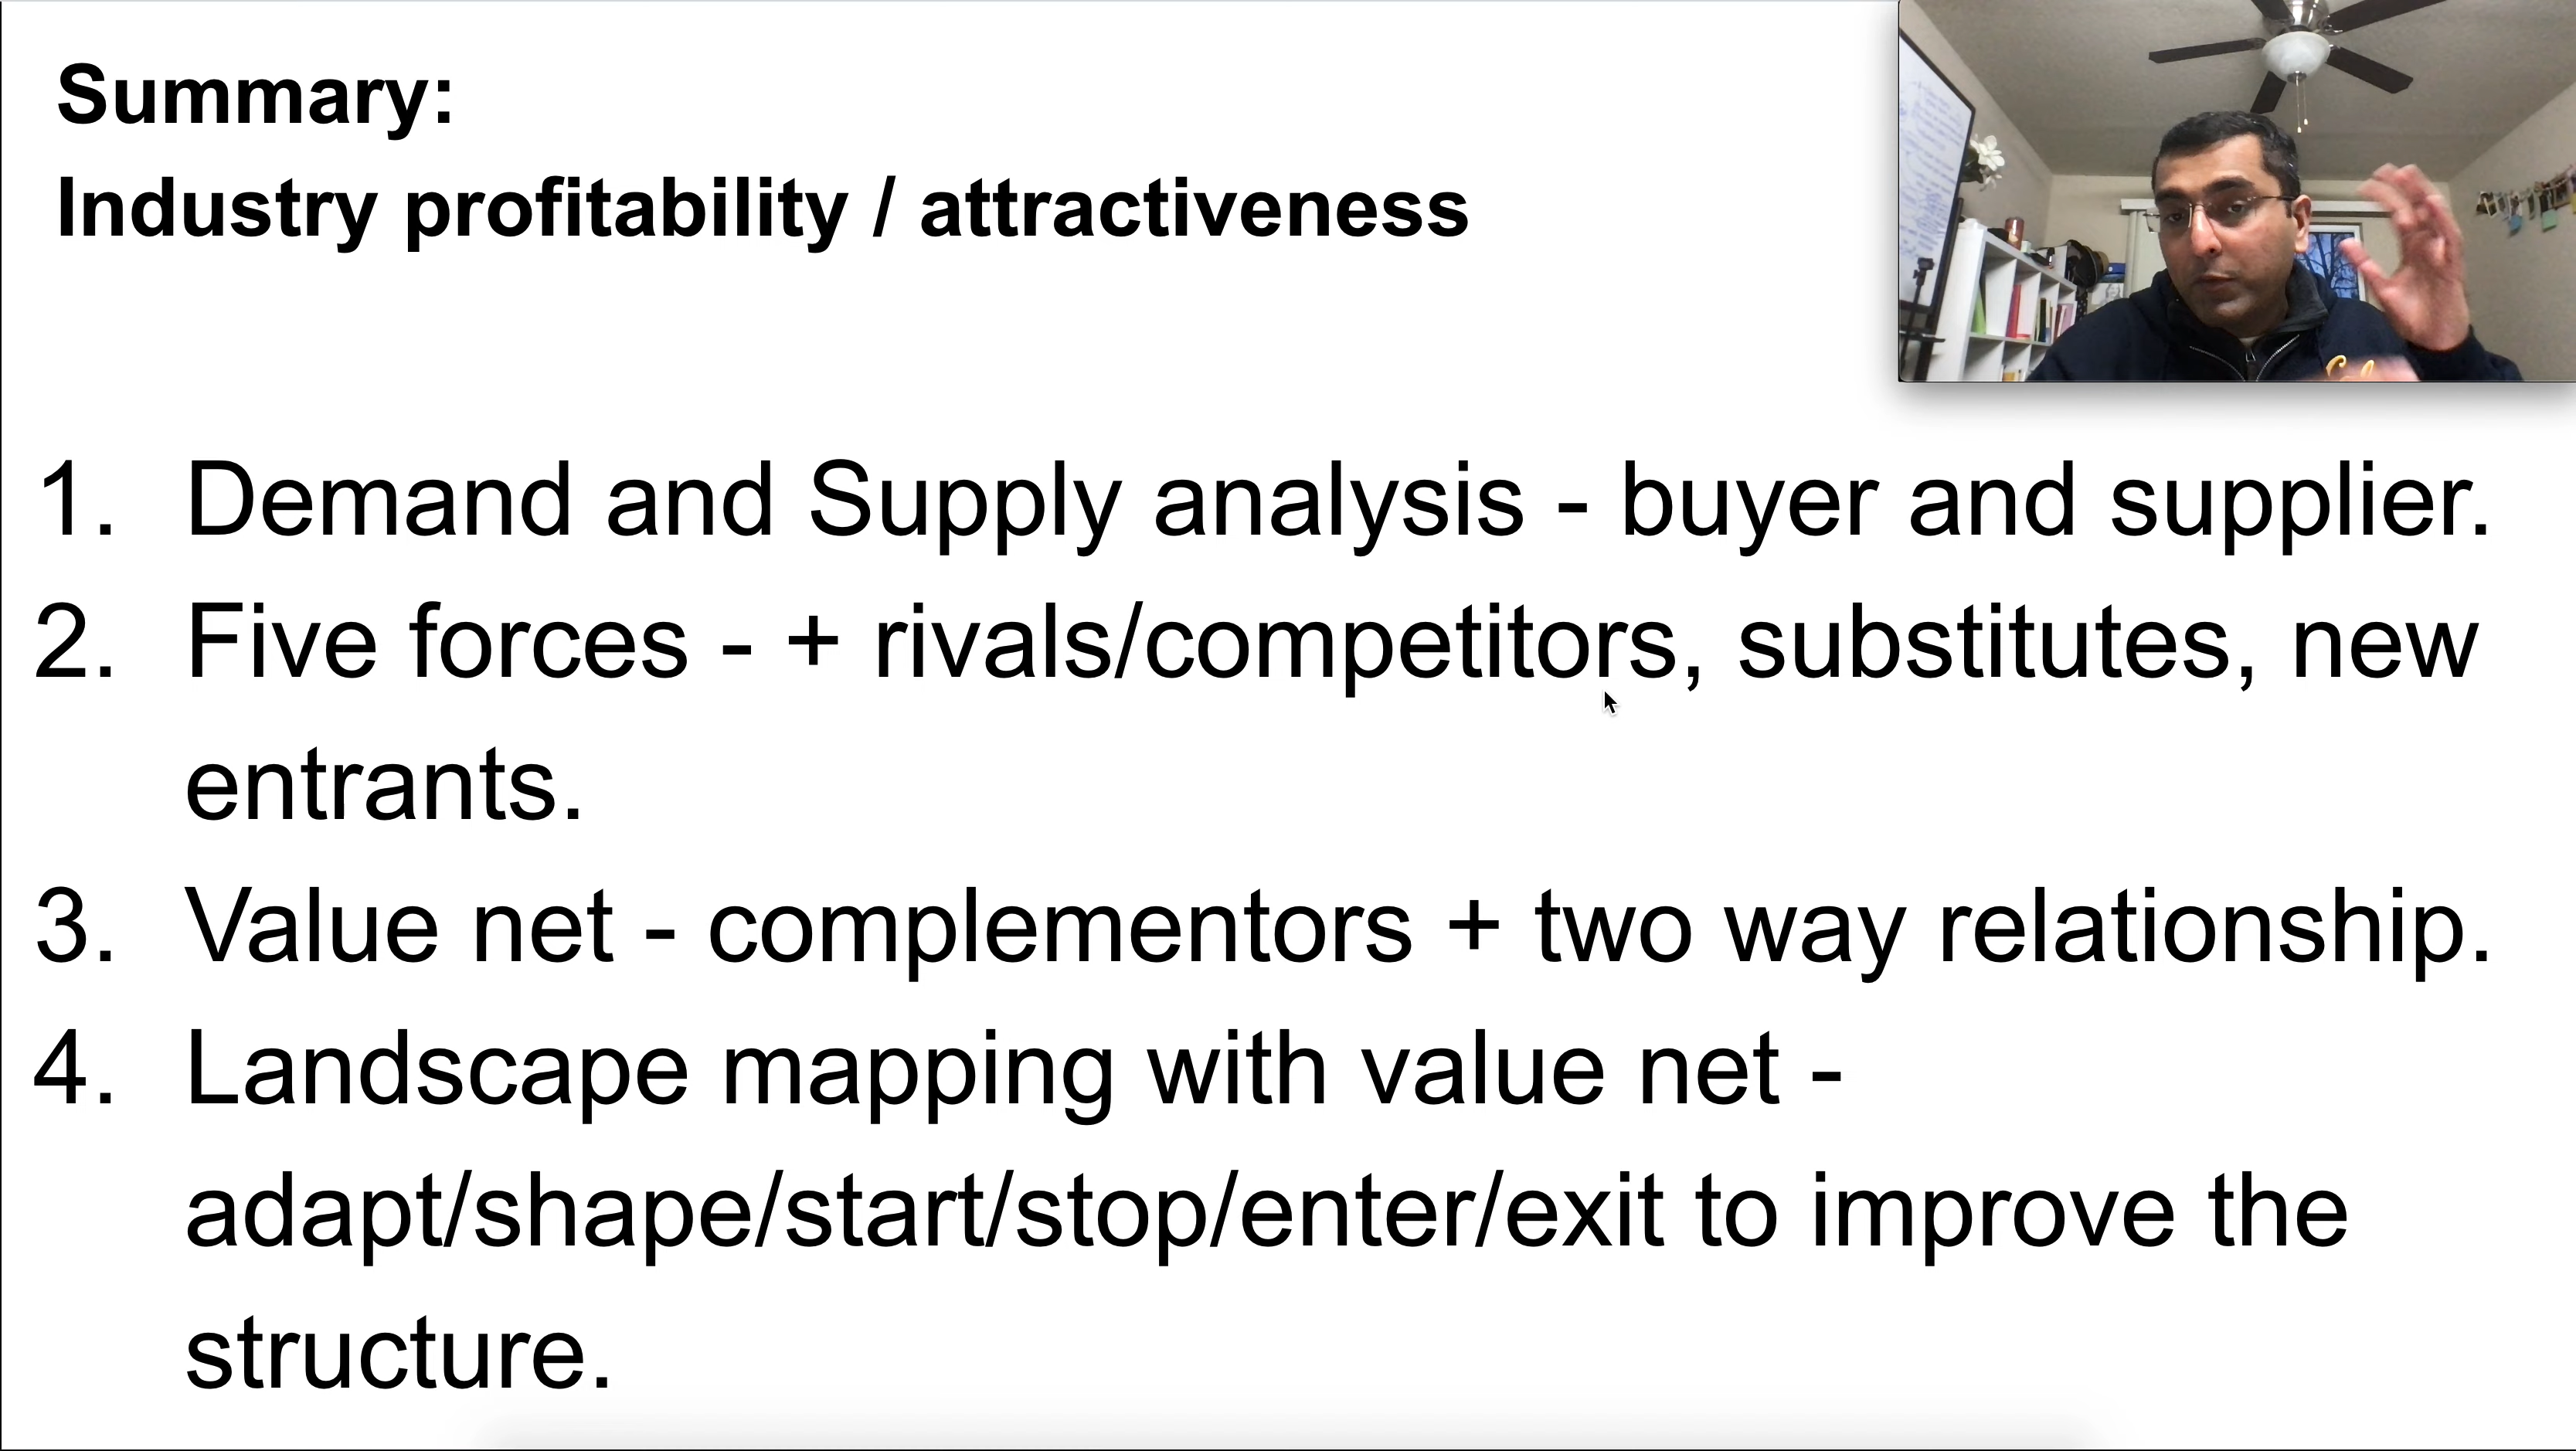 Summary:
Industry profitability / attractiveness
1. Demand and Supply analysis - buyer and supplier.
2. Five forces - + rivals/competitors, substitutes, new
entrants.
3. Value net - complementors + two way relationship.
4. Landscape mapping with value net -
adapt/shape/start/stop/enter/exit to improve the
structure.